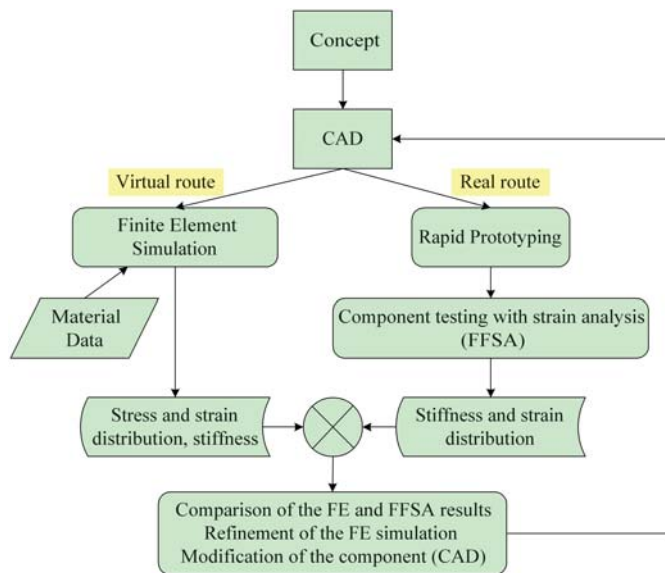 Concept
CAD
Virtual route
Real route
Finite Element
Simulation
Rapid Prototyping
Material
Data
Component testing with strain analysis
(FFSA)
Stress and strain
distribution, stiffness
Stiffness and strain
distribution
Comparison of the FE and FFSA results
Refinement of the FE simulation
Modification of the component (CAD)